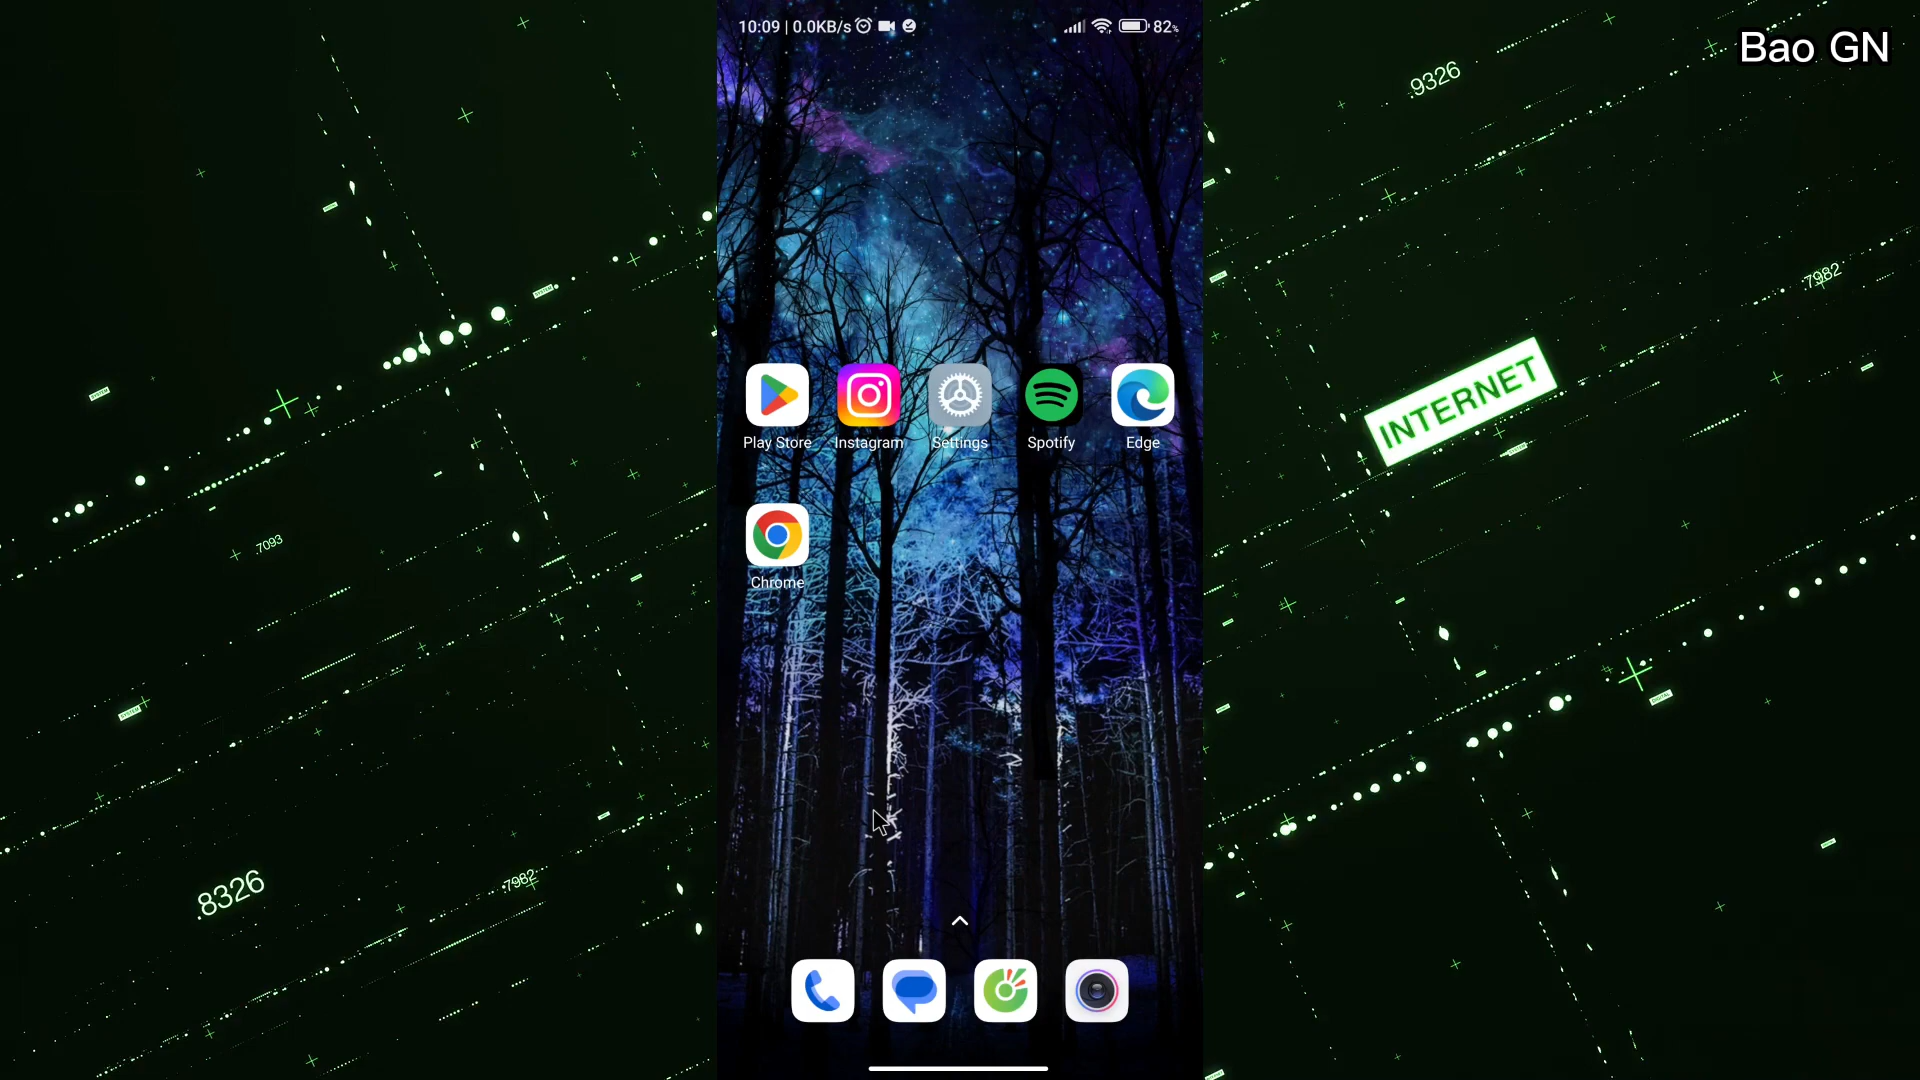 10:09 | 0.0KB/s
82%
Bao GN
.9326
.7982
INTERNET
Play Store
Instagram
Settings
Spotify
Edge
.7093
Chrome
.8326
.7982